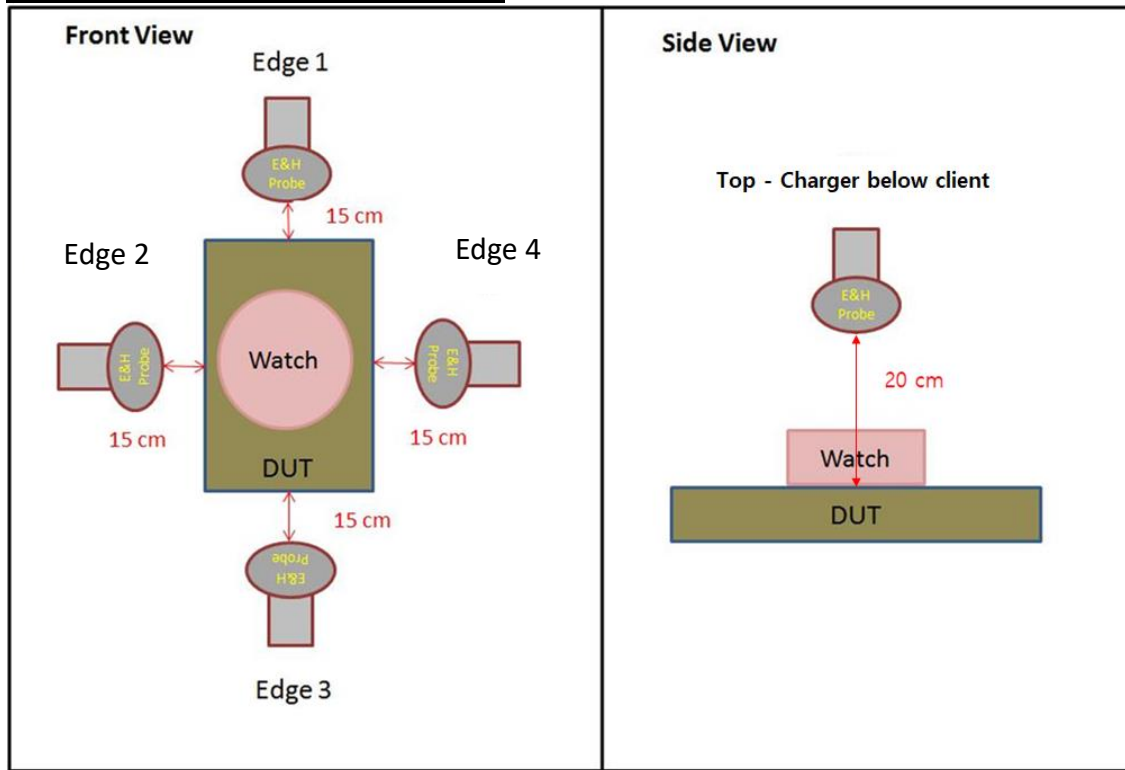 Front View
Edge 1
E&H
Probe
15 cm
Edge 2
Edge 4
E&H
Probe
15 cm
Watch
E&H
Probe
15 cm
DUT
15 cm
E&H
Probe
Edge 3
Side View
Top - Charger below client
E&H
Probe
20 cm
Watch
DUT